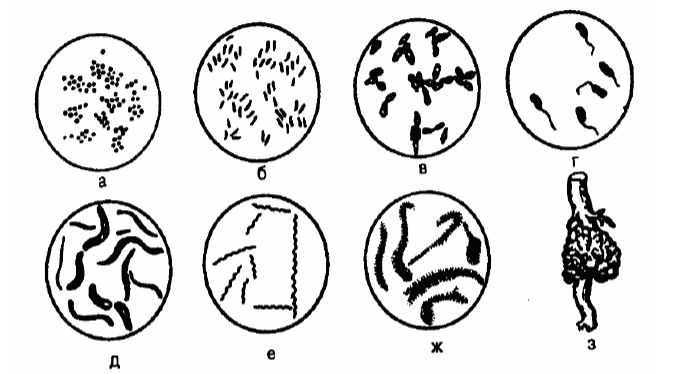 а б в г
д е ж з